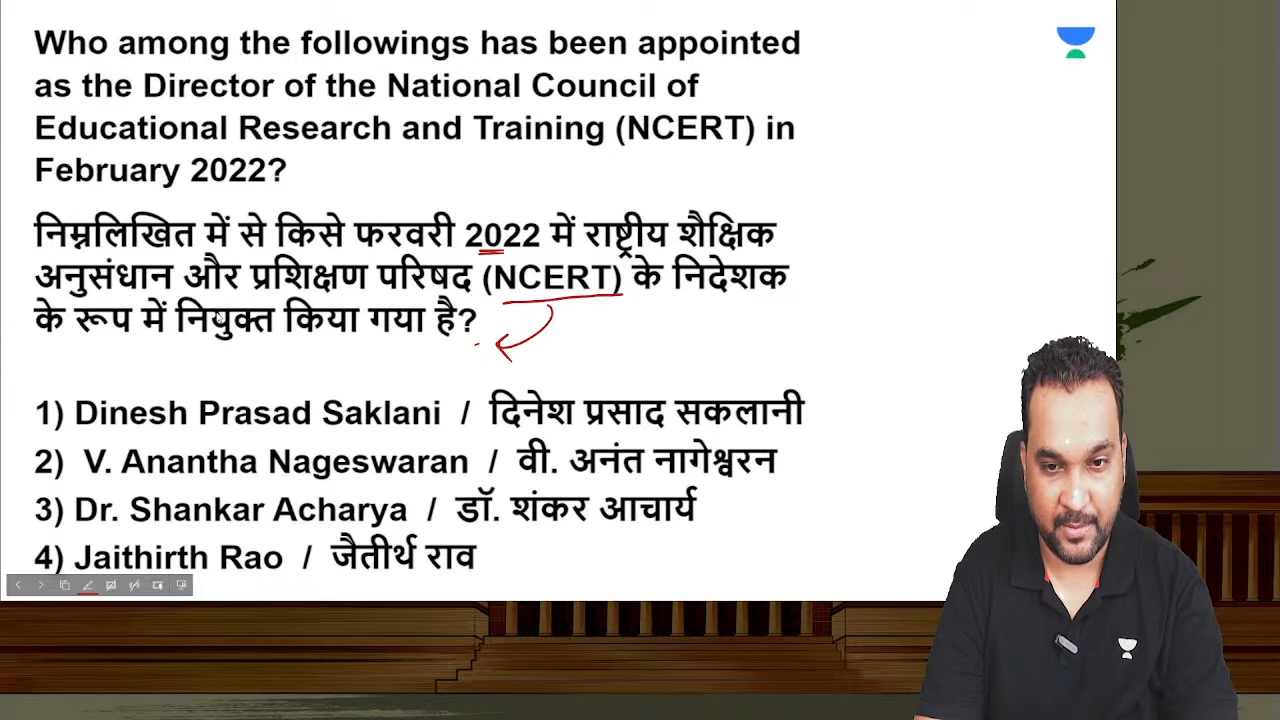 Who among the followings has been appointed
as the Director of the National Council of
Educational Research and Training (NCERT) in
February 2022?
निम्नलिखित में से किसे फरवरी 2022 में राष्ट्रीय शैक्षिक
अनुसंधान और प्रशिक्षण परिषद (NCERT) के निदेशक
के रूप में नियुक्त किया गया है?
1) Dinesh Prasad Saklani / दिनेश प्रसाद सकलानी
2) V. Anantha Nageswaran / वी. अनंत नागेश्वरन
3) Dr. Shankar Acharya / डॉ. शंकर आचार्य
4) Jaithirth Rao / जैतीर्थ राव